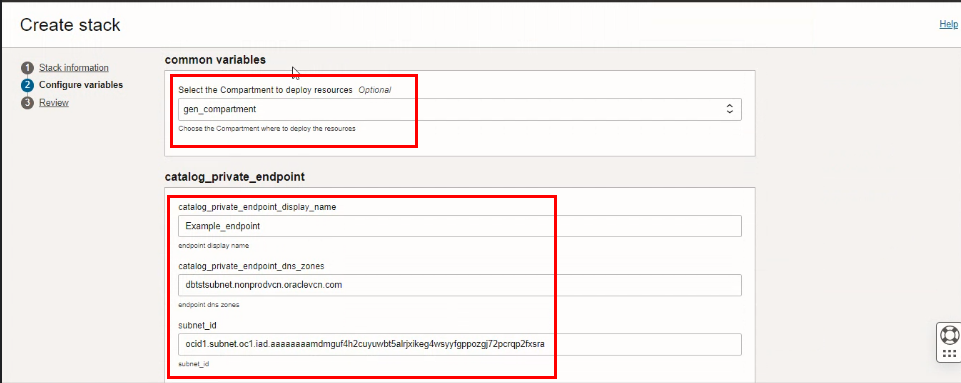 Create stack
Help
1 Stack information
2 Configure variables
3 Review
common variables
Select the Compartment to deploy resources Optional
gen_compartment
Choose the Compartment where to deploy the resources
catalog_private_endpoint
catalog_private_endpoint_display_name
Example_endpoint
endpoint display name
catalog_private_endpoint_dns_zones
dbtstsubnet.nonprodvcn.oraclevcn.com
endpoint dns zones
subnet_id
ocid1.subnet.oc1.iad.aaaaaaaamdmguf4h2cuyuwbt5alrjxikeg4wsyyfgppozgj72pcrqp2fxsra
subnet_id